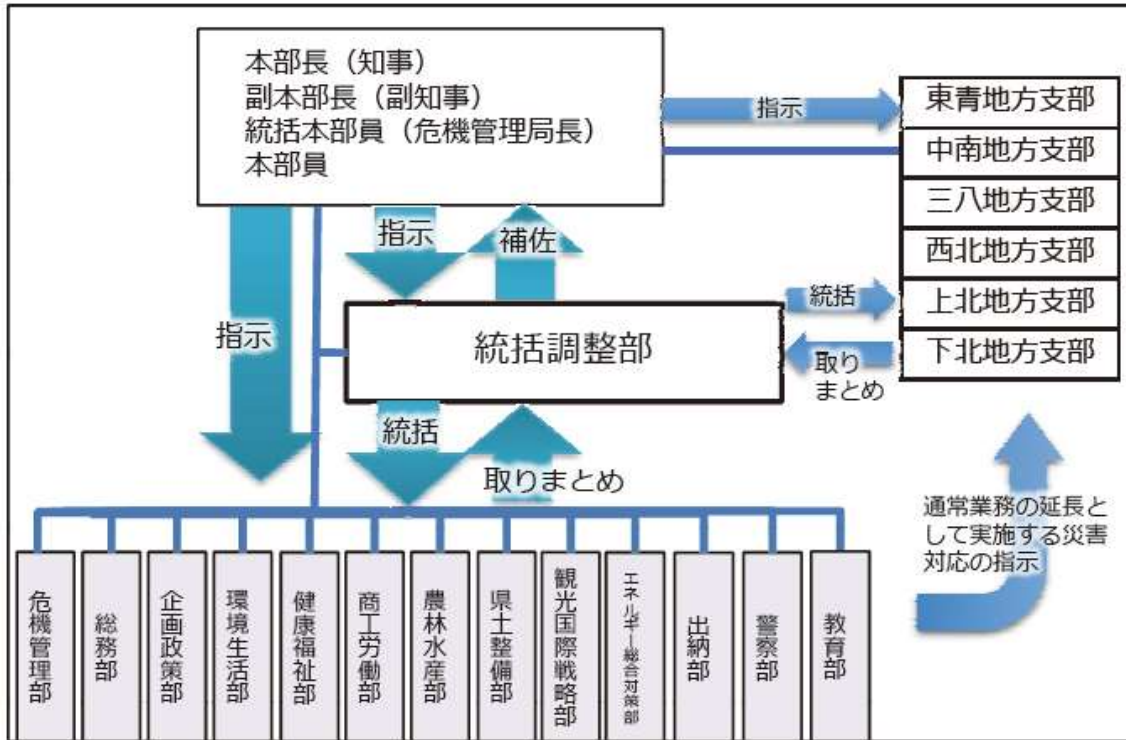 本部長（知事）
副本部長（副知事）
統括本部員（危機管理局長）
本部員
指示
東青地方支部
中南地方支部
三八地方支部
西北地方支部
上北地方支部
下北地方支部
指示
補佐
指示
統括調整部
統括
取り
まとめ
統括
取りまとめ
通常業務の延長と
して実施する災害
対応の指示
危機管理部
総務部
企画政策部
環境生活部
健康福祉部
商工労働部
農林水産部
県土整備部
観光国際戦略部
エネルギー総合対策部
出納部
警察部
教育部